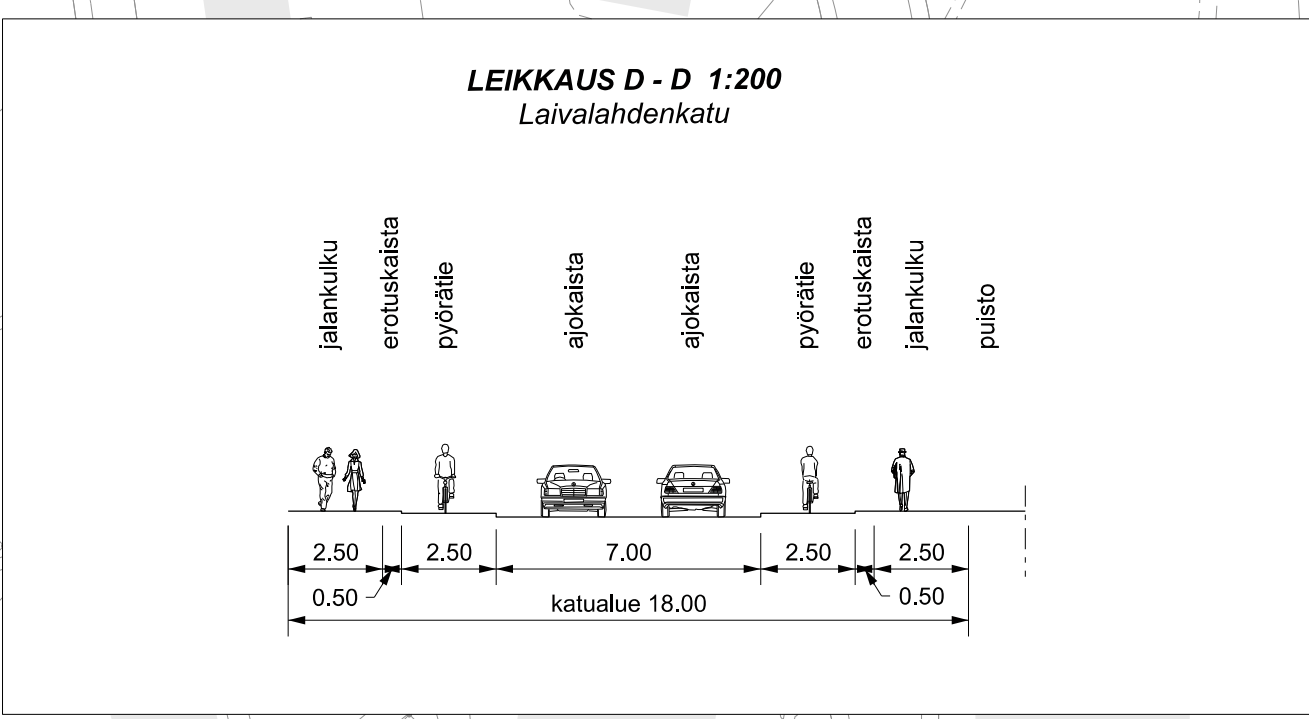 LEIKKAUS D - D 1:200
Laivalahdenkatu
jalankulku
erotuskaista
pyörätie
ajokaista
ajokaista
pyörätie
erotuskaista
jalankulku
puisto
2.50 2.50 7.00 2.50 2.50
0.50 katualue 18.00 0.50